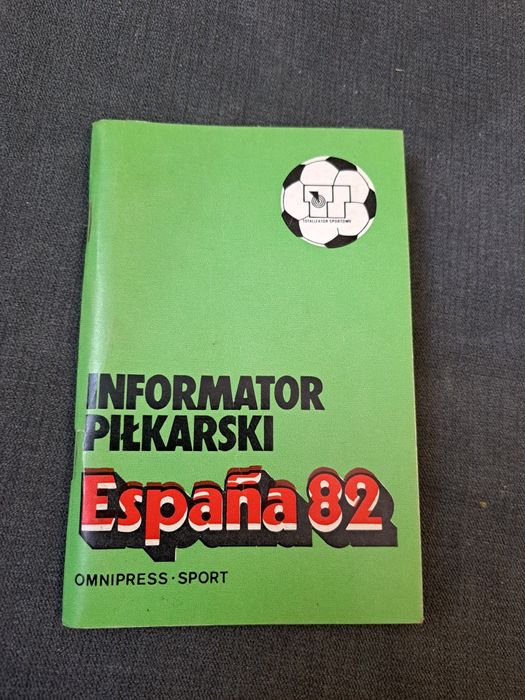 TOTALIZATOR SPORTOWY
INFORMATOR
PIŁKARSKI
España 82
OMNIPRESS·SPORT